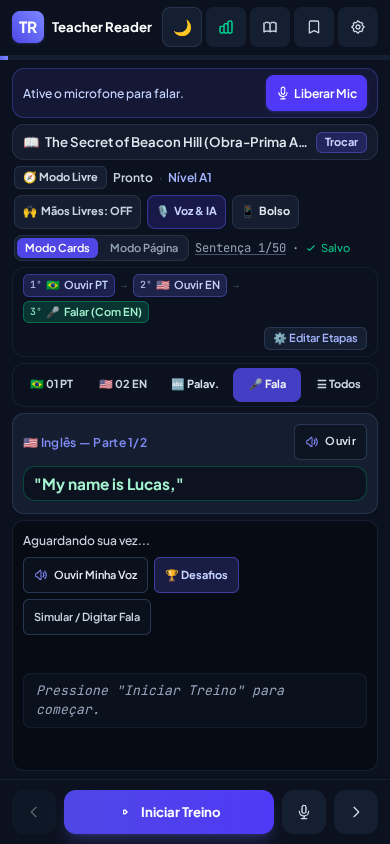 TR Teacher Reader
Ative o microfone para falar.
Liberar Mic
The Secret of Beacon Hill (Obra-Prima A...
Trocar
Modo Livre Pronto · Nível A1
Mãos Livres: OFF Voz & IA Bolso
Modo Cards Modo Página Sentença 1/50 · ✓ Salvo
1° Ouvir PT → 2° Ouvir EN →
3° Falar (Com EN)
Editar Etapas
01 PT 02 EN Palav. Fala Todos
Inglês — Parte 1/2
Ouvir
"My name is Lucas,"
Aguardando sua vez...
Ouvir Minha Voz Desafios
Simular / Digitar Fala
Pressione "Iniciar Treino" para
começar.
Iniciar Treino